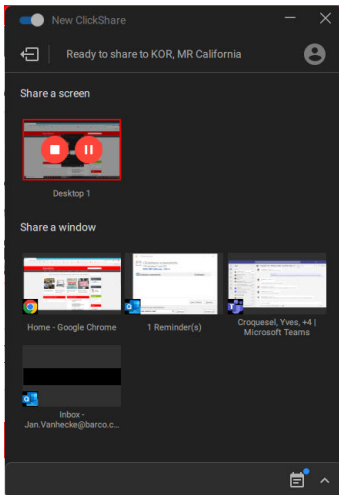 New ClickShare
Ready to share to KOR, MR California
Share a screen
Desktop 1
Share a window
Home - Google Chrome
1 Reminder(s)
Croquesel, Yves, +4 |
Microsoft Teams
Inbox -
Jan.Vanhecke@barco.c...